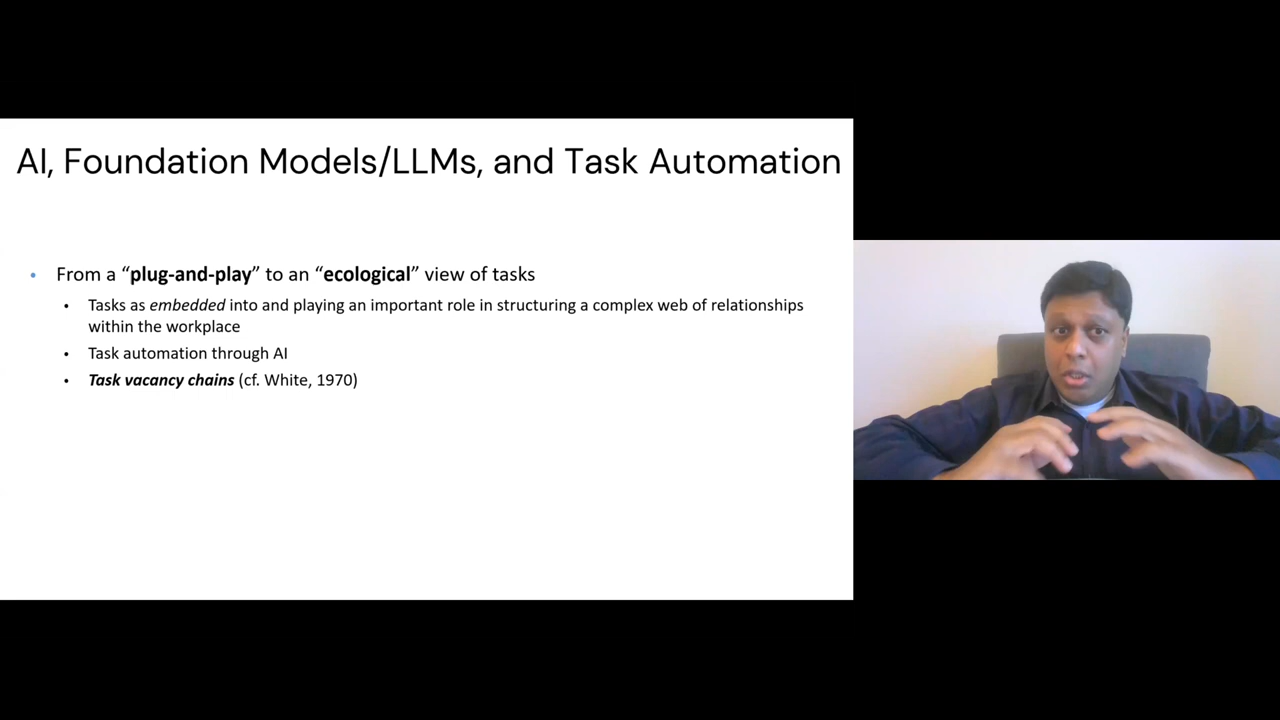 AI, Foundation Models/LLMs, and Task Automation
• From a “plug-and-play” to an “ecological” view of tasks
• Tasks as embedded into and playing an important role in structuring a complex web of relationships
within the workplace
• Task automation through AI
• Task vacancy chains (cf. White, 1970)